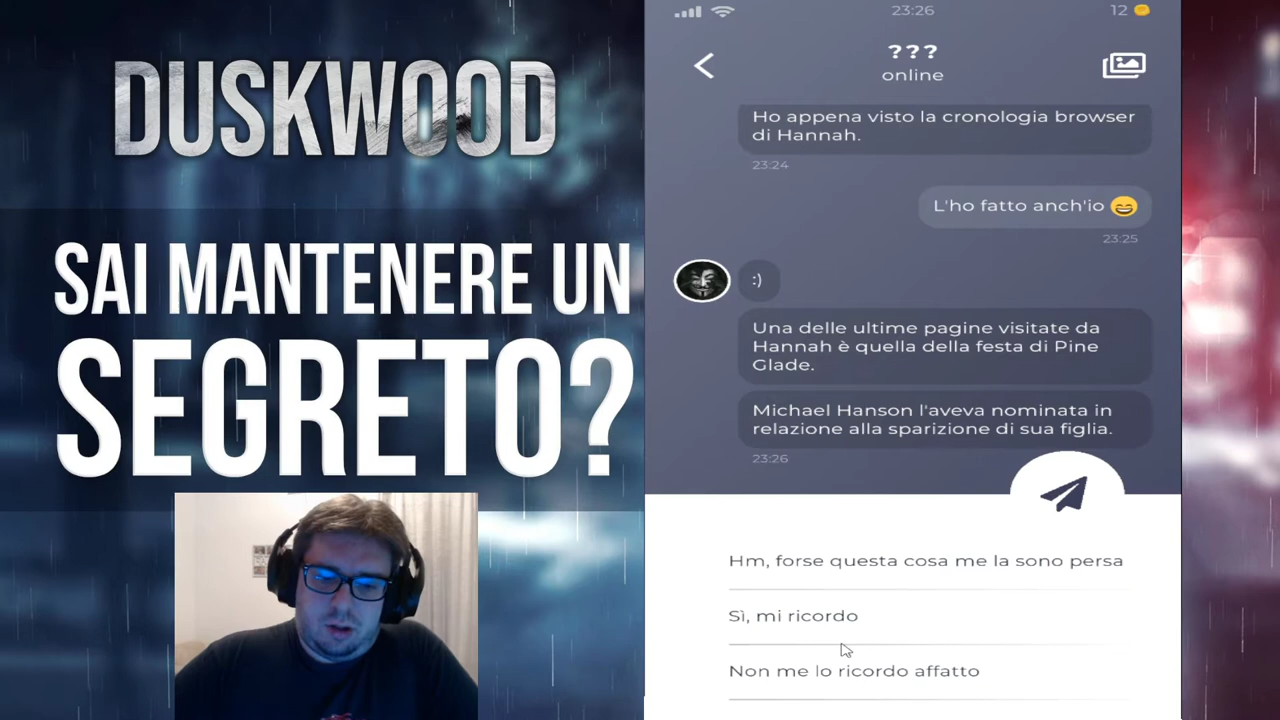 DUSKWOOD
SAI MANTENERE UN
SEGRETO?
23:26
12
???
online
Ho appena visto la cronologia browser
di Hannah.
23:24
L'ho fatto anch'io 😄
23:25
:)
Una delle ultime pagine visitate da
Hannah è quella della festa di Pine
Glade.
Michael Hanson l'aveva nominata in
relazione alla sparizione di sua figlia.
23:26
Hm, forse questa cosa me la sono persa
Sì, mi ricordo
Non me lo ricordo affatto